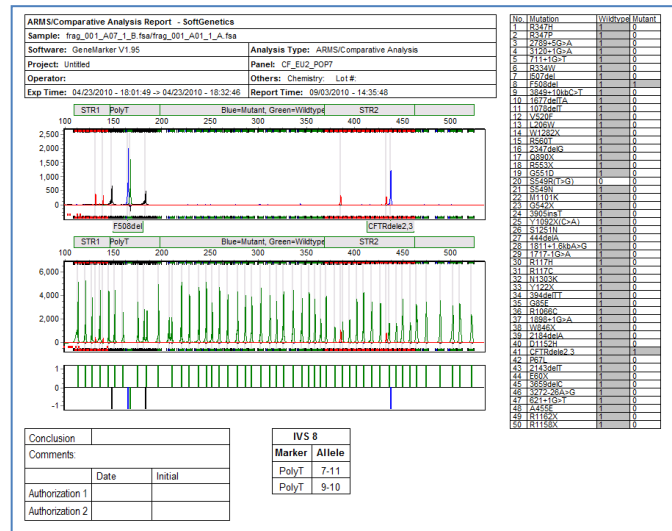 ARMS/Comparative Analysis Report - SoftGenetics
Sample: frag_001_A07_1_B.fsa/frag_001_A01_1_A.fsa
Software: GeneMarker V1.95 Analysis Type: ARMS/Comparative Analysis
Project: Untitled Panel: CF_EU2_POP7
Operator: Others: Chemistry: Lot#:
Exp Time: 04/23/2010 - 18:01:49 -> 04/23/2010 - 18:32:46 Report Time: 09/03/2010 - 14:35:48
STR1 PolyT Blue=Mutant, Green=Wildtype STR2
100 150 200 250 300 350 400 450 500
2,500
2,000
1,500
1,000
500
0
F508del CFTRdele2,3
STR1 PolyT Blue=Mutant, Green=Wildtype STR2
100 150 200 250 300 350 400 450 500
6,000
4,000
2,000
0
1
0
-1
Conclusion
Comments:
Date Initial
Authorization 1
Authorization 2
IVS 8
Marker Allele
PolyT 7-11
PolyT 9-10
No. Mutation Wildtype Mutant
1 R347H 1 0
2 R347P 1 0
3 2789+5G>A 1 0
4 3120+1G>A 1 0
5 711+1G>T 1 0
6 R334W 1 0
7 I507del 1 0
8 F508del 1 1
9 3849+10kbC>T 1 0
10 1677delTA 1 0
11 1078delT 1 0
12 V520F 1 0
13 L206W 1 0
14 W1282X 1 0
15 R560T 1 0
16 2347delG 1 0
17 Q890X 1 0
18 R553X 1 0
19 G551D 1 0
20 S549R(T>G) 0 0
21 S549N 1 0
22 M1101K 1 0
23 G542X 1 0
24 3905insT 1 0
25 Y1092X(C>A) 1 0
26 S1251N 1 0
27 444delA 1 0
28 1811+1.6kbA>G 1 0
29 1717-1G>A 1 0
30 R117H 1 0
31 R117C 1 0
32 N1303K 1 0
33 Y122X 1 0
34 394delTT 1 0
35 G85E 1 0
36 R1066C 1 0
37 1898+1G>A 1 0
38 W846X 1 0
39 2184delA 1 0
40 D1152H 1 0
41 CFTRdele2,3 1 1
42 P67L 1 0
43 2143delT 1 0
44 E60X 1 0
45 3659delC 1 0
46 3272-26A>G 1 0
47 621+1G>T 1 0
48 A455E 1 0
49 R1162X 1 0
50 R1158X 1 0